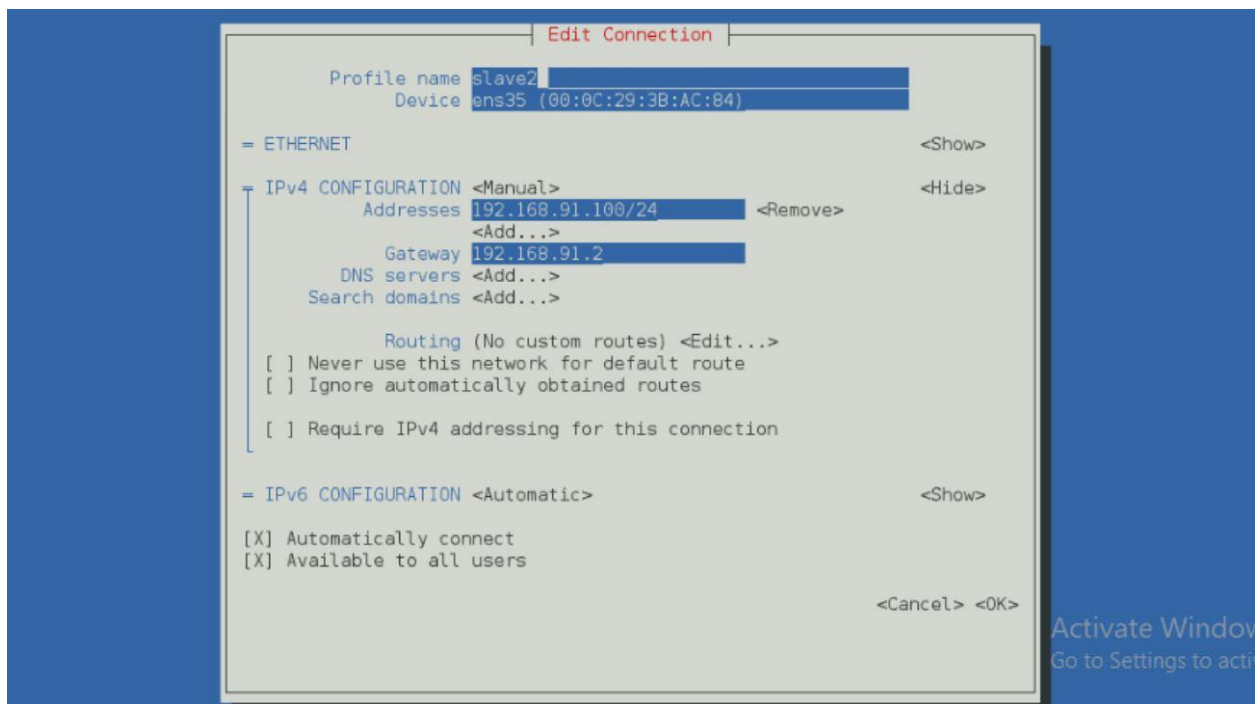 Edit Connection
Profile name slave2
Device ens35 (00:0C:29:3B:AC:84)
= ETHERNET <Show>
= IPv4 CONFIGURATION <Manual> <Hide>
Addresses 192.168.91.100/24 <Remove>
<Add...>
Gateway 192.168.91.2
DNS servers <Add...>
Search domains <Add...>
Routing (No custom routes) <Edit...>
[ ] Never use this network for default route
[ ] Ignore automatically obtained routes
[ ] Require IPv4 addressing for this connection
= IPv6 CONFIGURATION <Automatic> <Show>
[X] Automatically connect
[X] Available to all users
<Cancel> <OK>
Activate Window
Go to Settings to acti